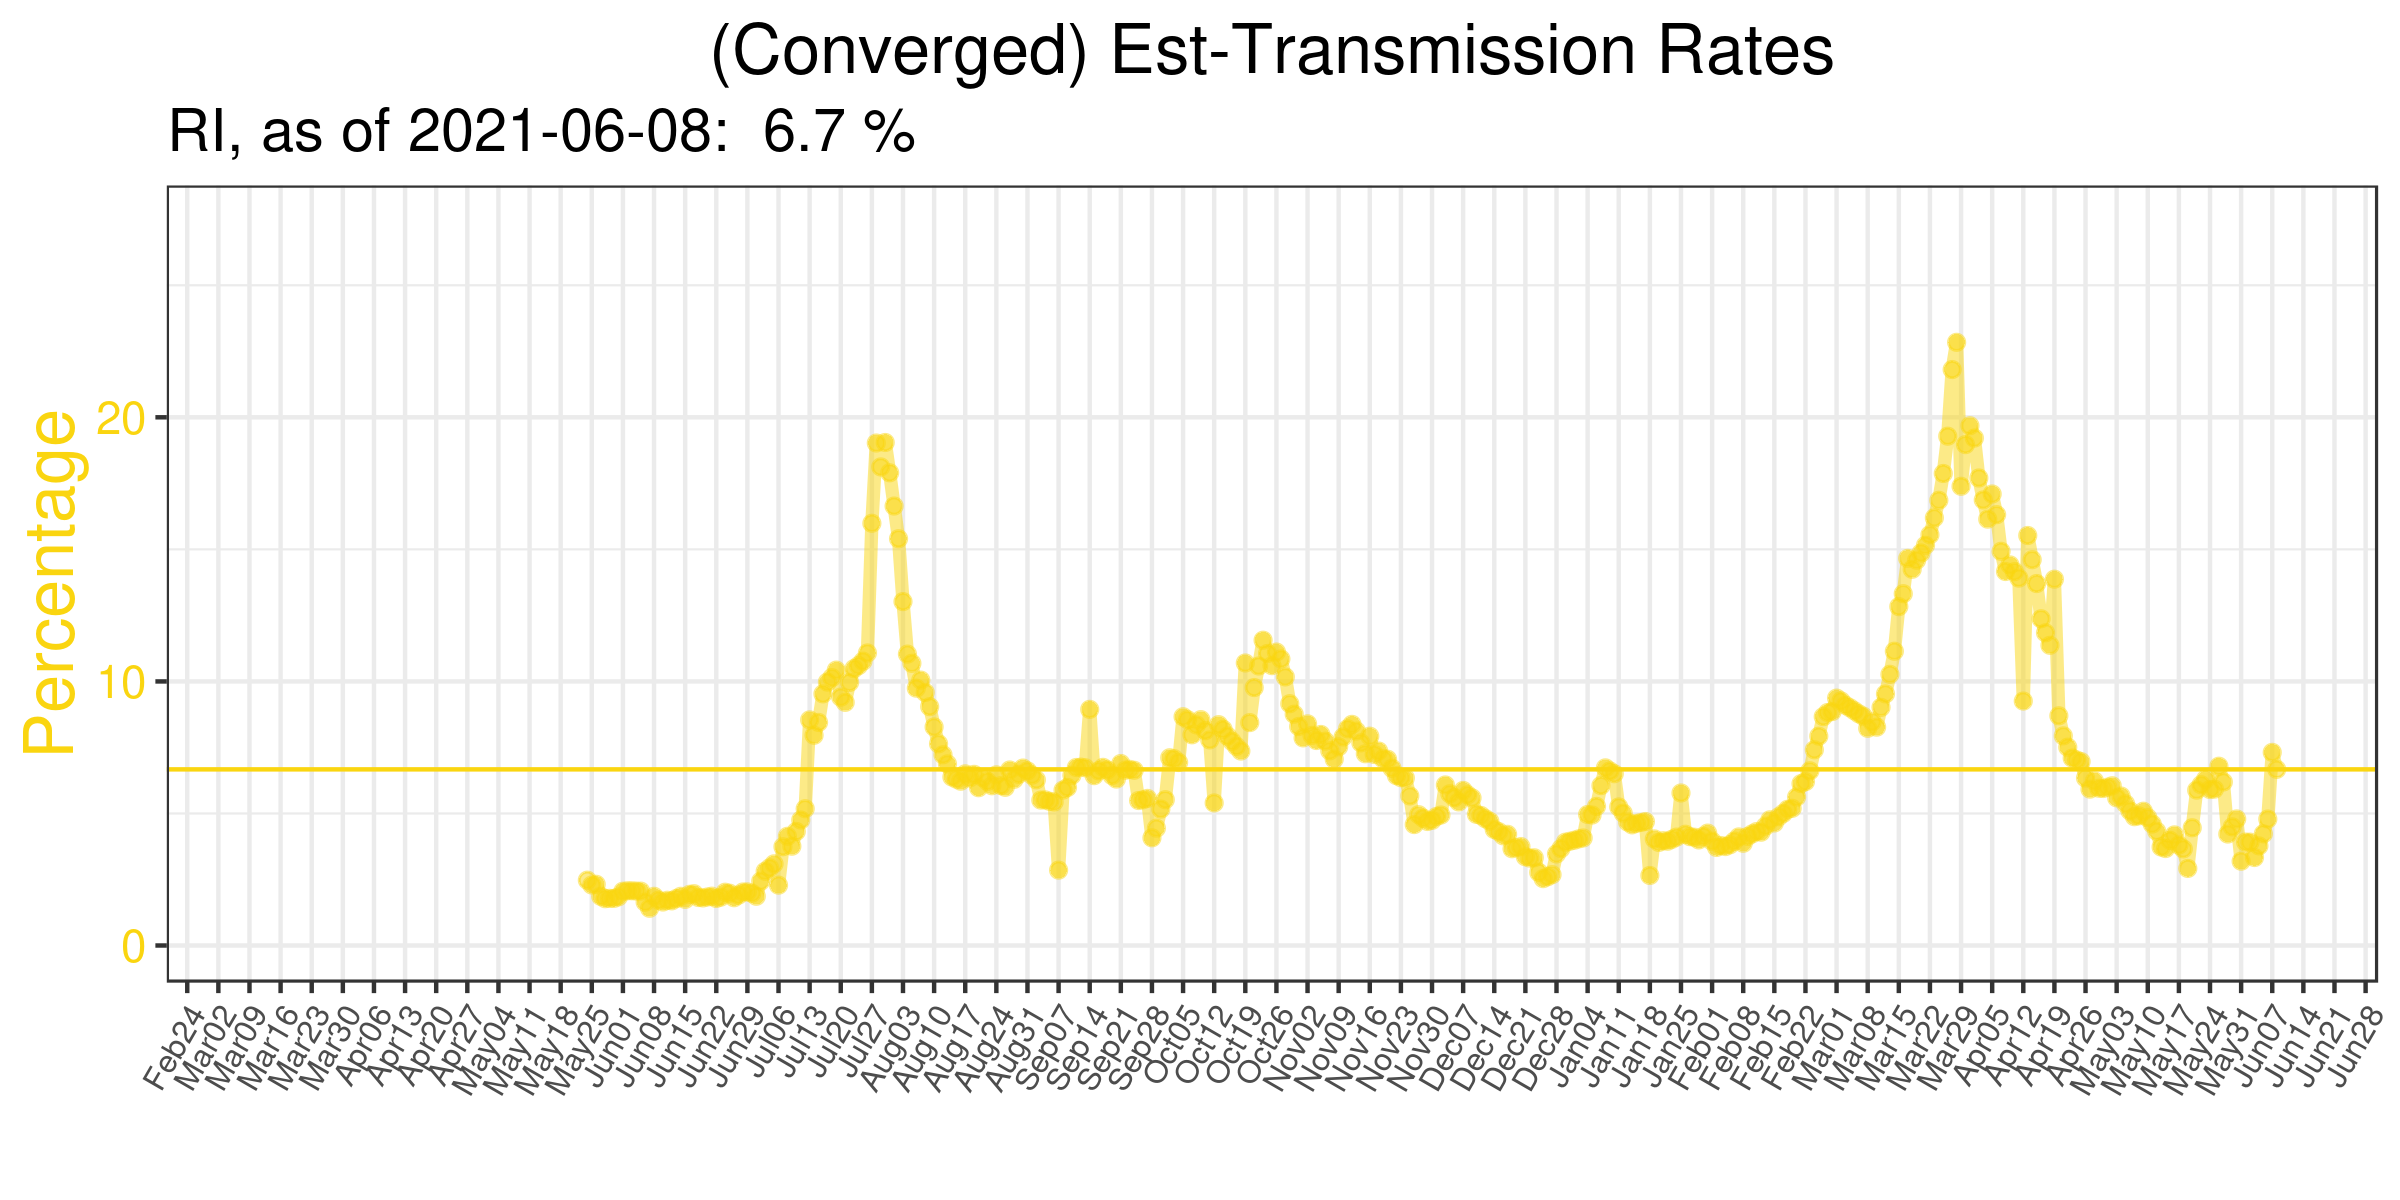 (Converged) Est-Transmission Rates
RI, as of 2021-06-08:  6.7 %
Percentage
20
10
0
Feb24
Mar02
Mar09
Mar16
Mar23
Mar30
Apr06
Apr13
Apr20
Apr27
May04
May11
May18
May25
Jun01
Jun08
Jun15
Jun22
Jun29
Jul06
Jul13
Jul20
Jul27
Aug03
Aug10
Aug17
Aug24
Aug31
Sep07
Sep14
Sep21
Sep28
Oct05
Oct12
Oct19
Oct26
Nov02
Nov09
Nov16
Nov23
Nov30
Dec07
Dec14
Dec21
Dec28
Jan04
Jan11
Jan18
Jan25
Feb01
Feb08
Feb15
Feb22
Mar01
Mar08
Mar15
Mar22
Mar29
Apr05
Apr12
Apr19
Apr26
May03
May10
May17
May24
May31
Jun07
Jun14
Jun21
Jun28